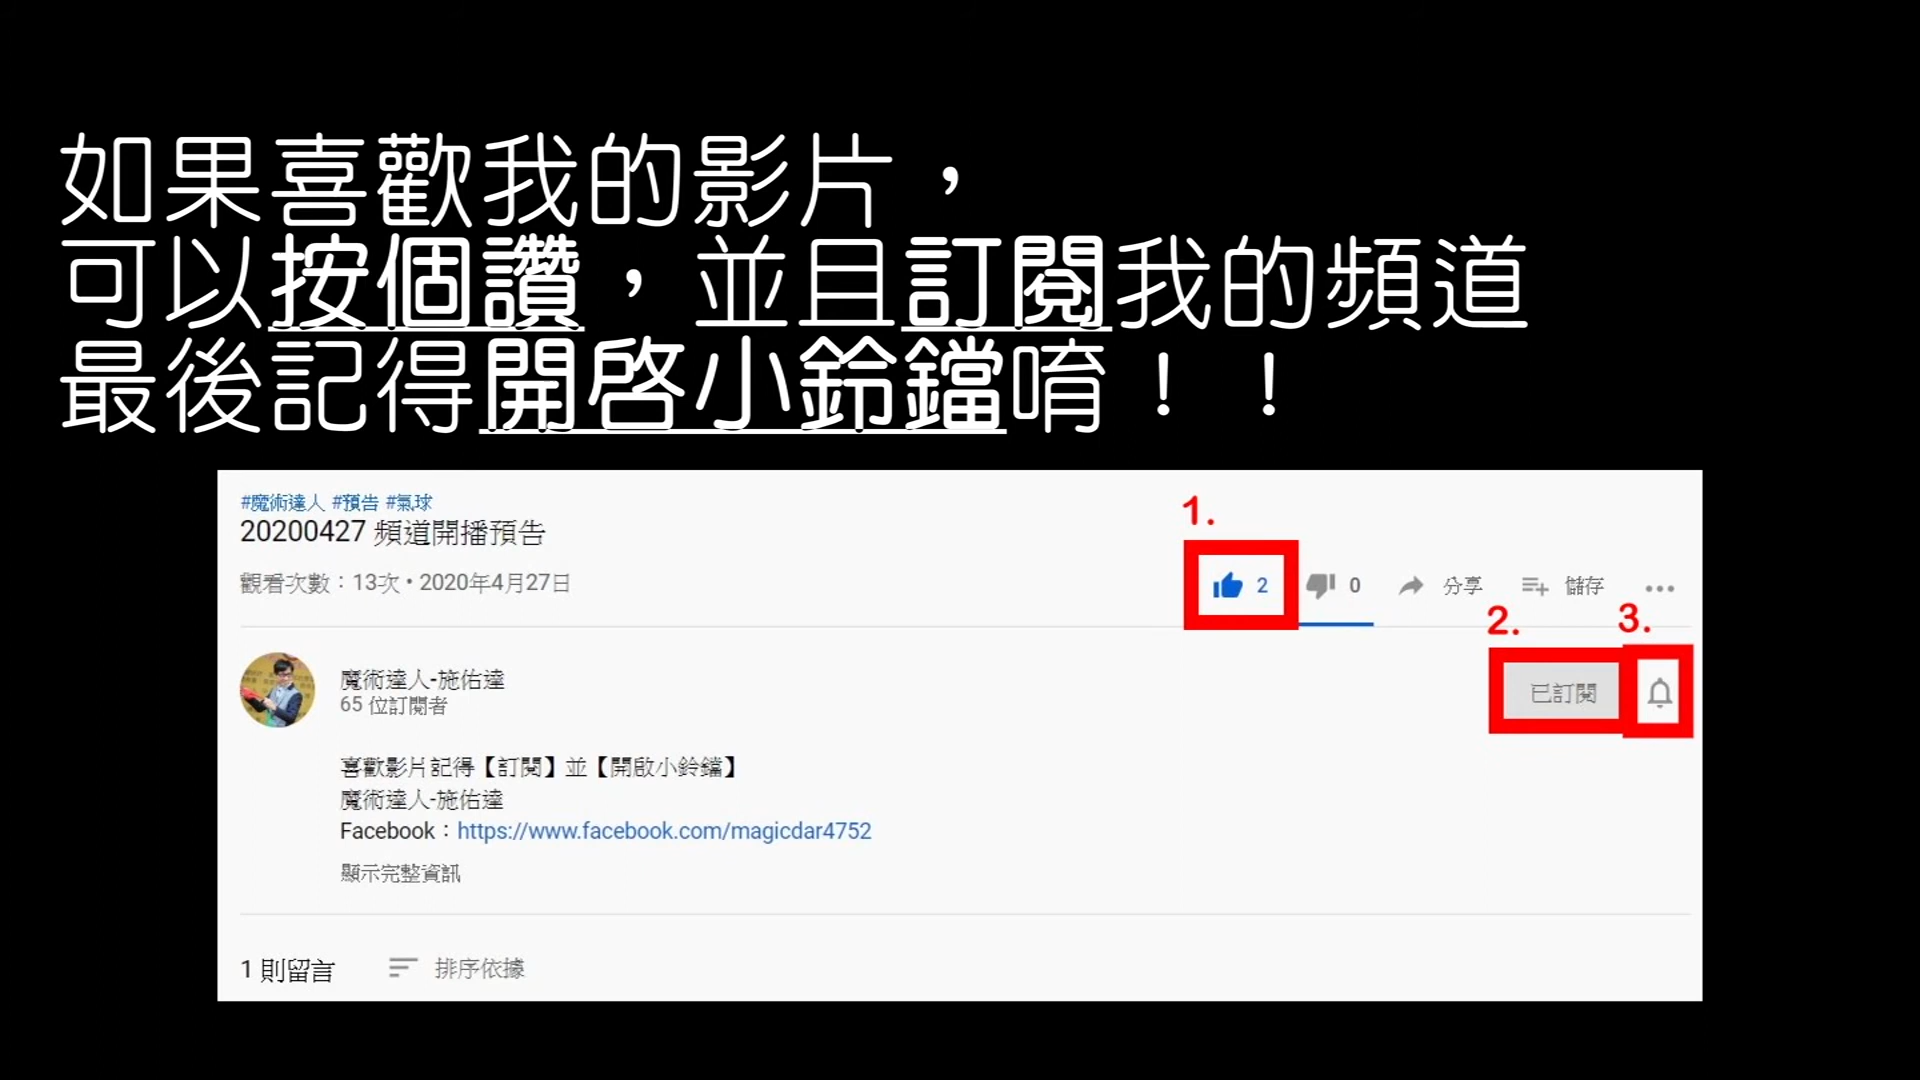 如果喜歡我的影片，
可以按個讚，並且訂閱我的頻道
最後記得開啓小鈴鐺唷！！
#魔術達人 #預告 #氣球
20200427 頻道開播預告
觀看次數：13次 • 2020年4月27日
1.
2
0
分享
儲存
2.
3.
魔術達人-施佑達
65 位訂閱者
已訂閱
喜歡影片記得【訂閱】並【開啟小鈴鐺】
魔術達人-施佑達
Facebook：https://www.facebook.com/magicdar4752
顯示完整資訊
1 則留言
排序依據